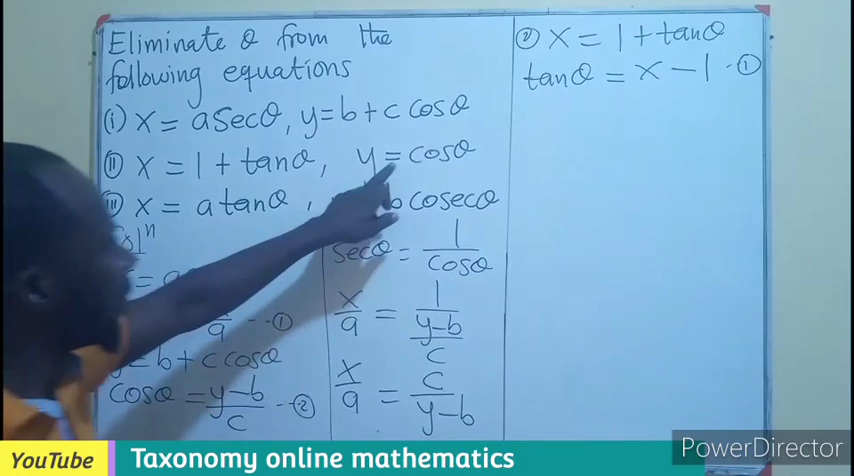 Eliminate θ from the
following equations
(i) x = a secθ, y = b + c cosθ
(ii) x = 1 + tanθ, y = cosθ
(iii) x = a tanθ, b cosecθ
secθ = 1/cosθ
x/a = 1/((y-b)/c)
x/a = c/(y-b)
a --①
y = b + c cosθ
cosθ = (y-b)/c --②
② x = 1 + tanθ
tanθ = x - 1 --①
YouTube Taxonomy online mathematics
PowerDirector